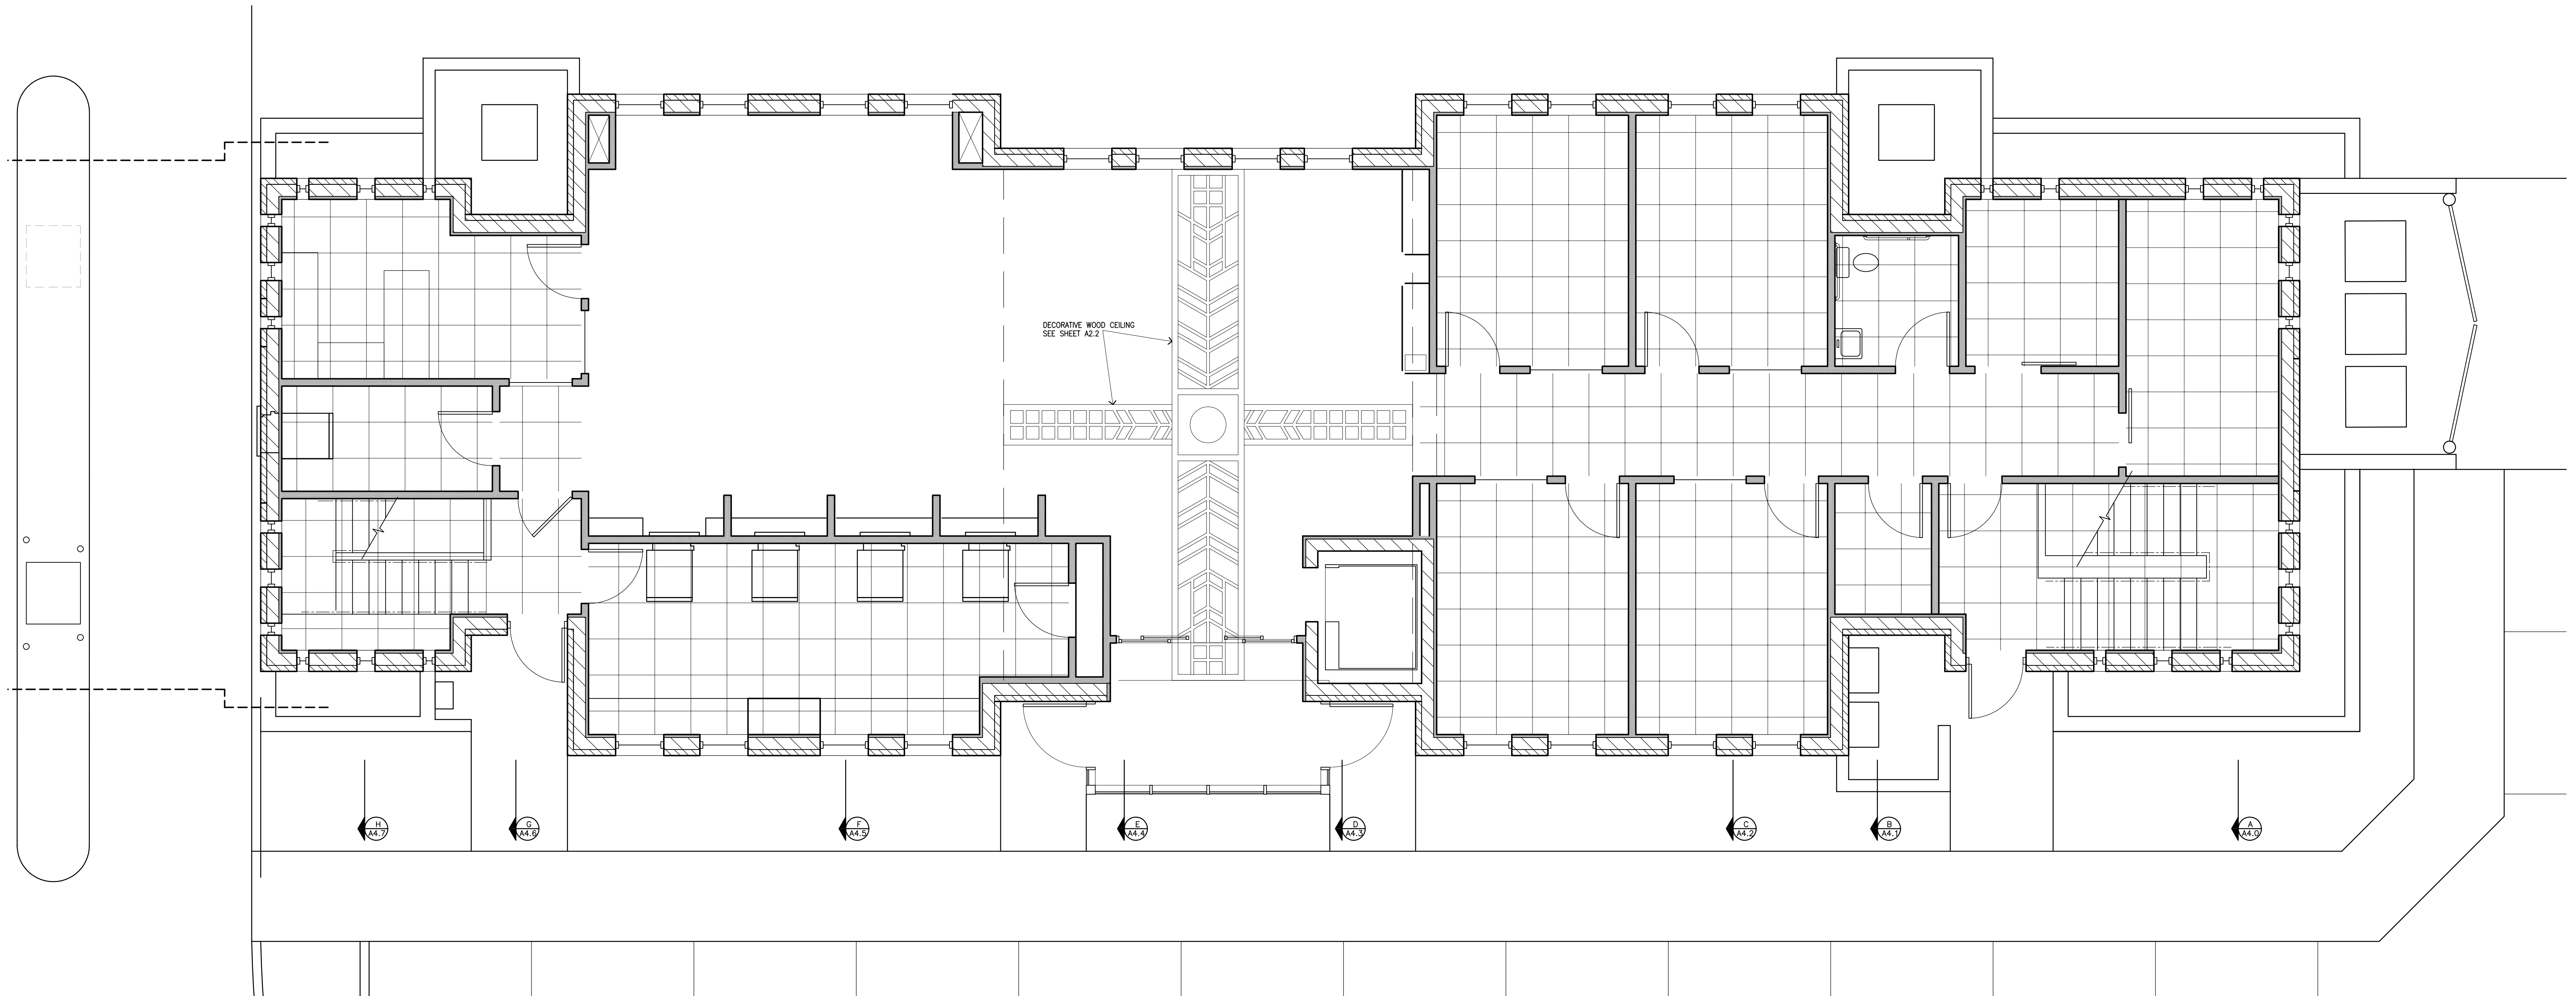 DECORATIVE WOOD CEILING
SEE SHEET A2.2
H
A4.7
G
A4.6
F
A4.5
E
A4.4
D
A4.3
C
A4.2
B
A4.1
A
A4.0